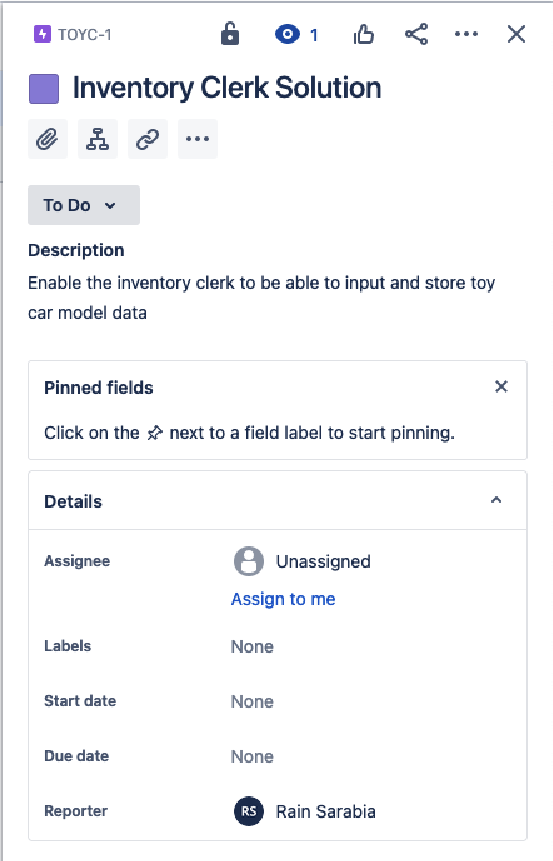 TOYC-1
1
Inventory Clerk Solution
To Do
Description
Enable the inventory clerk to be able to input and store toy
car model data
Pinned fields
Click on the next to a field label to start pinning.
Details
Assignee
Unassigned
Assign to me
Labels
None
Start date
None
Due date
None
Reporter
RS
Rain Sarabia